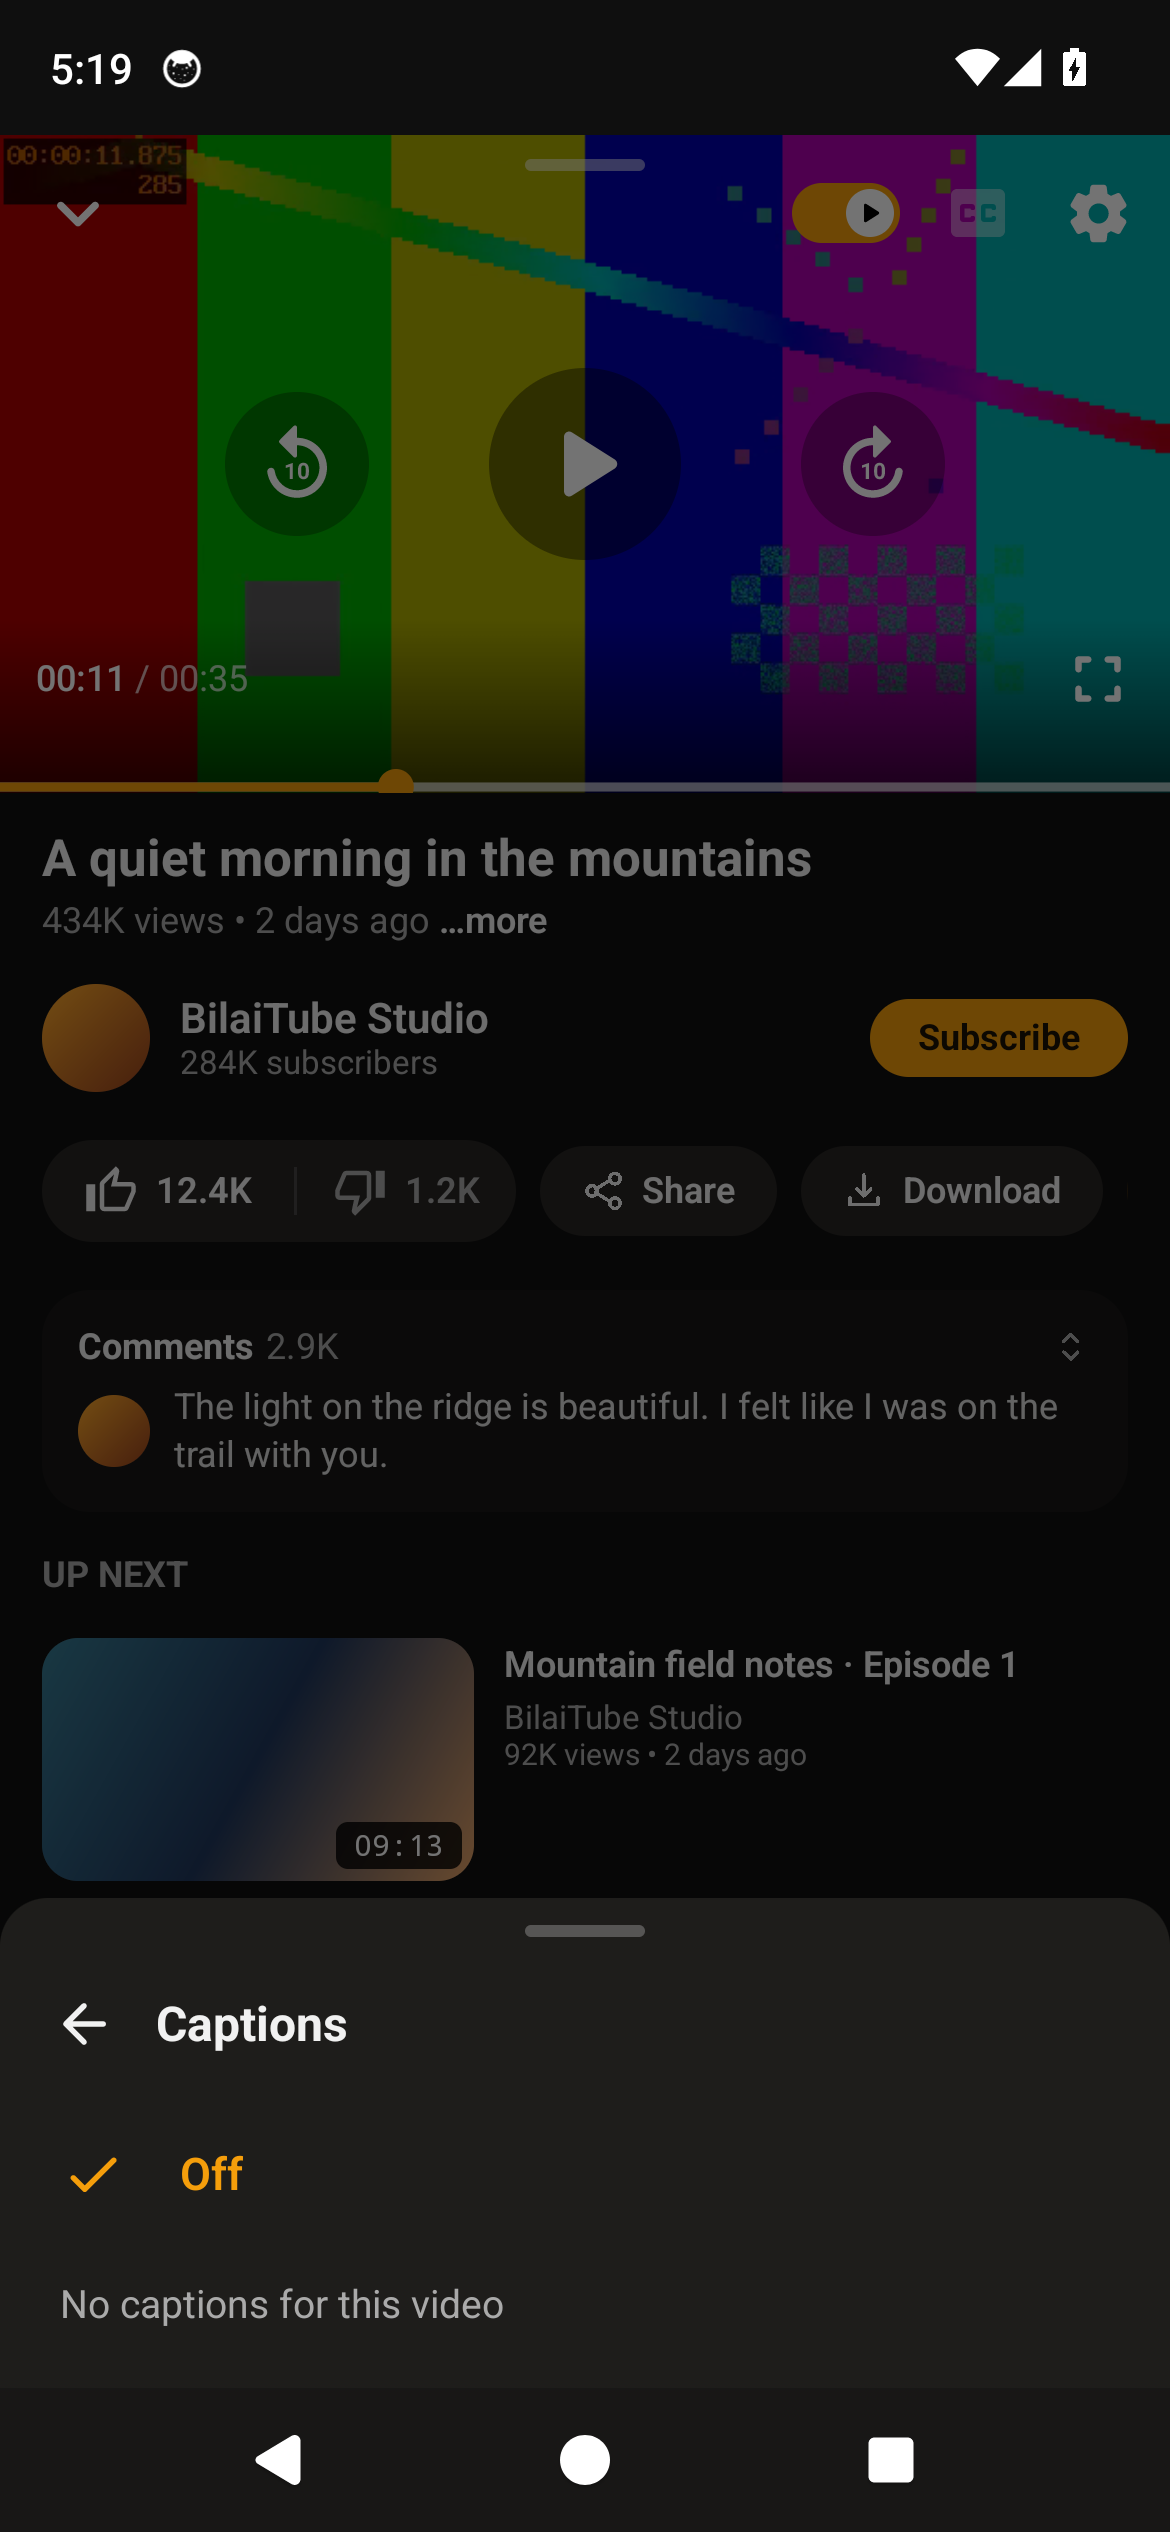 5:19
00:00:11.875
285
CC
10
10
00:11 / 00:35
A quiet morning in the mountains
434K views • 2 days ago ...more
BilaiTube Studio
284K subscribers
Subscribe
12.4K
1.2K
Share
Download
Comments 2.9K
The light on the ridge is beautiful. I felt like I was on the
trail with you.
UP NEXT
Mountain field notes · Episode 1
BilaiTube Studio
92K views • 2 days ago
09:13
Captions
Off
No captions for this video